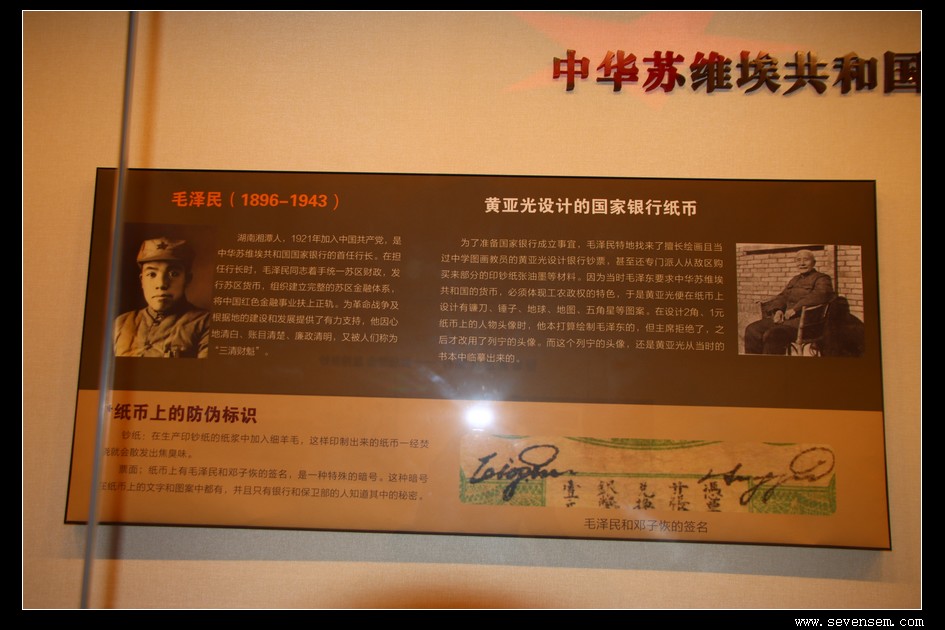 中华苏维埃共和国
毛泽民（1896-1943）
湖南湘潭人，1921年加入中国共产党，是
中华苏维埃共和国国家银行的首任行长。在担
任行长时，毛泽民同志着手统一苏区财政，发
行苏区货币，组织建立完整的苏区金融体系，
将中国红色金融事业扶上正轨。为革命战争及
根据地的建设和发展提供了有力支持，他因心
地清白、账目清楚、廉政清明，又被人们称为
“三清财魁”。
黄亚光设计的国家银行纸币
为了准备国家银行成立事宜，毛泽民特地找来了擅长绘画且当
过中学图画教员的黄亚光设计银行钞票，甚至还专门派人从敌区购
买来部分的印钞纸张油墨等材料。因为当时毛泽东要求中华苏维埃
共和国的货币，必须体现工农政权的特色，于是黄亚光便在纸币上
设计有镰刀、锤子、地球、地图、五角星等图案。在设计2角、1元
纸币上的人物头像时，他本打算绘制毛泽东的，但主席拒绝了，之
后才改用了列宁的头像。而这个列宁的头像，还是黄亚光从当时的
书本中临摹出来的。
纸币上的防伪标识
钞纸：在生产印钞纸的纸浆中加入细羊毛，这样印制出来的纸币一经焚
就会散发出焦臭味。
票面：纸币上有毛泽民和邓子恢的签名，是一种特殊的暗号。这种暗号
在纸币上的文字和图案中都有，并且只有银行和保卫部的人知道其中的秘密。
毛泽民和邓子恢的签名
www.sevensem.com